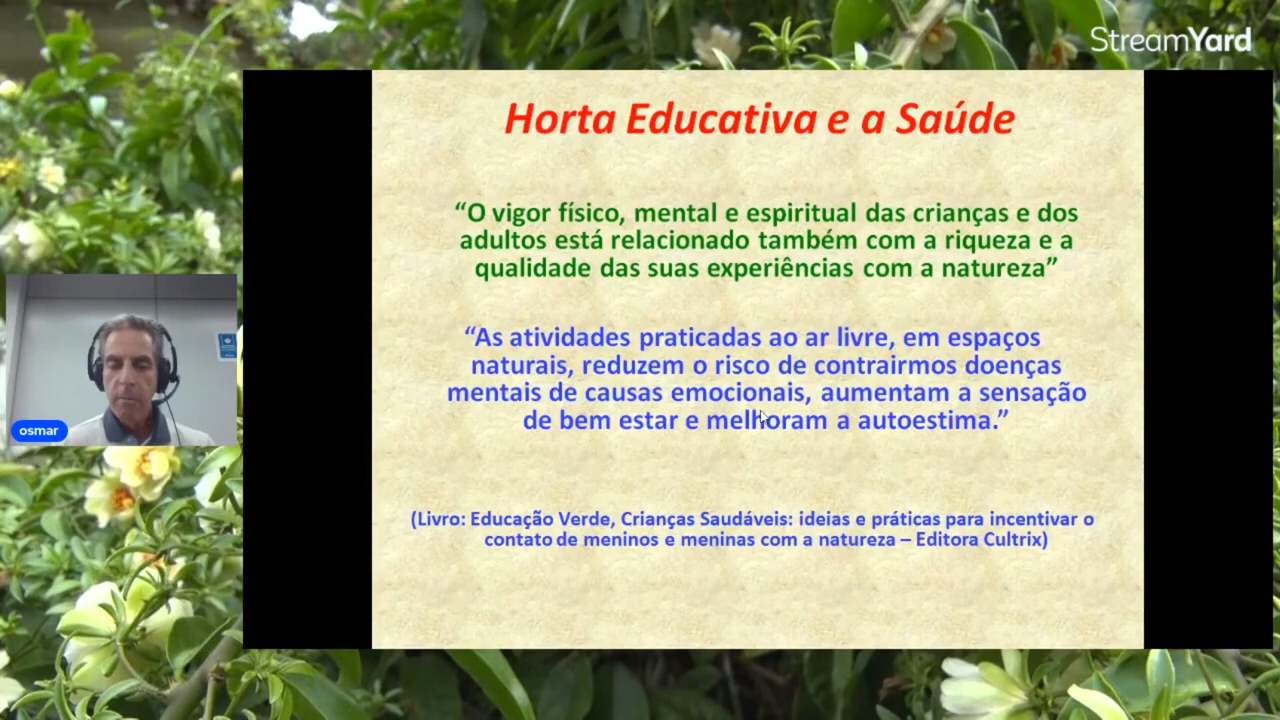 StreamYard
Horta Educativa e a Saúde
“O vigor físico, mental e espiritual das crianças e dos
adultos está relacionado também com a riqueza e a
qualidade das suas experiências com a natureza”
“As atividades praticadas ao ar livre, em espaços
naturais, reduzem o risco de contrairmos doenças
mentais de causas emocionais, aumentam a sensação
de bem estar e melhoram a autoestima.”
(Livro: Educação Verde, Crianças Saudáveis: ideias e práticas para incentivar o
contato de meninos e meninas com a natureza – Editora Cultrix)
osmar